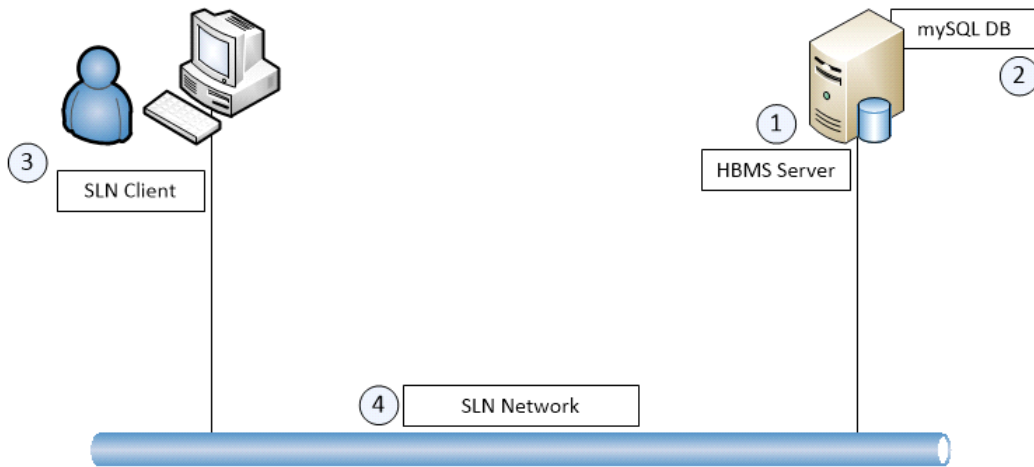 mySQL DB
2
1
HBMS Server
3
SLN Client
4
SLN Network